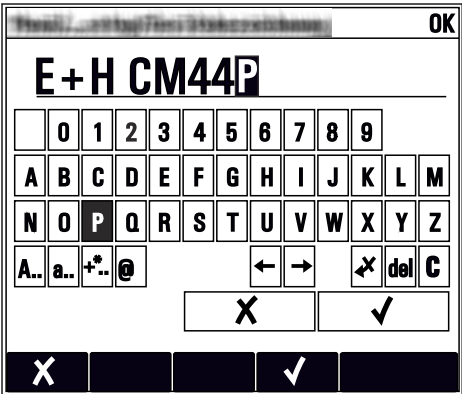 OK
E+H CM44P
0 1 2 3 4 5 6 7 8 9
A B C D E F G H I J K L M
N O P Q R S T U V W X Y Z
A.. a.. +*.. @ ← → del C
✗ ✓
✗ ✓